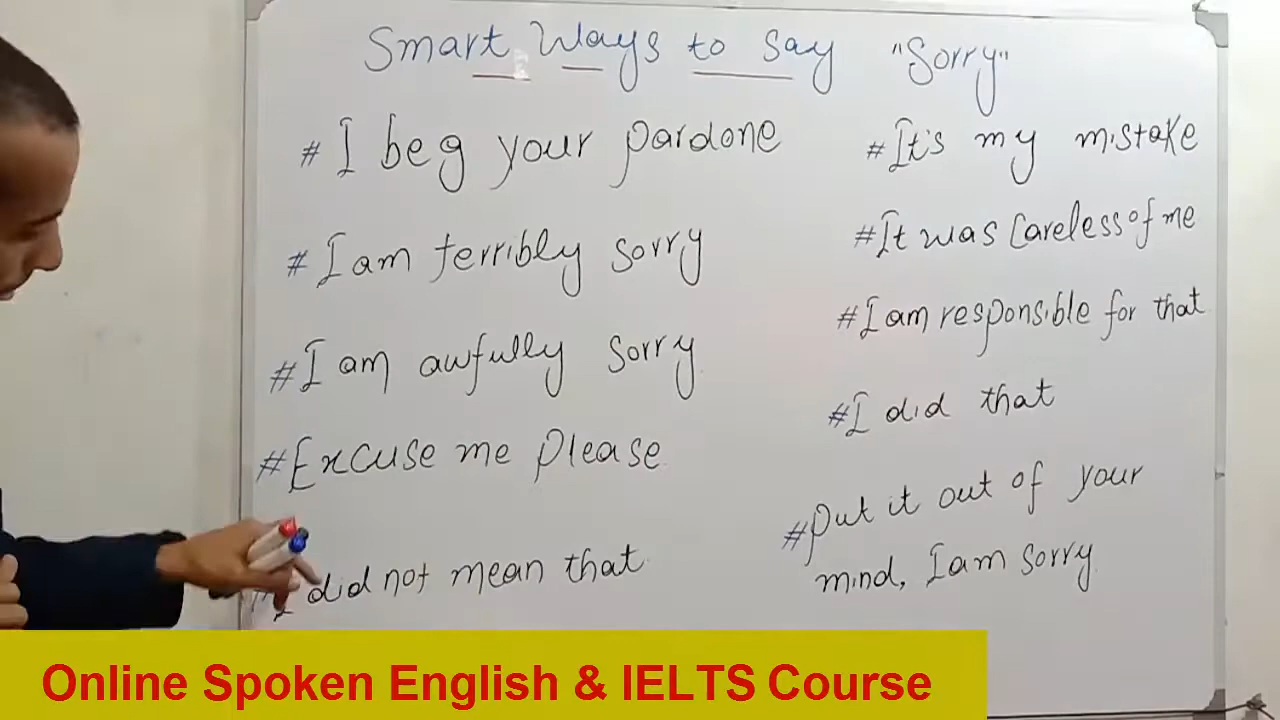 Smart Ways to Say "Sorry"
# I beg your pardone
# I am terribly sorry
# I am awfully sorry
# Excuse me please
# I did not mean that
# It's my mistake
# It was careless of me
# I am responsible for that
# I did that
# Put it out of your
mind, I am sorry
Online Spoken English & IELTS Course